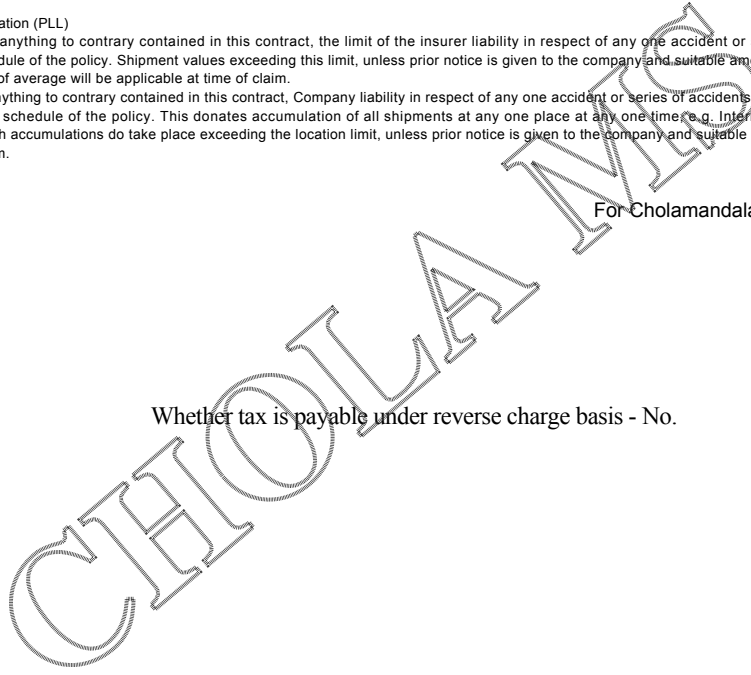 ation (PLL)
anything to contrary contained in this contract, the limit of the insurer liability in respect of any one accident or
dule of the policy. Shipment values exceeding this limit, unless prior notice is given to the company and suitable
of average will be applicable at time of claim.
ything to contrary contained in this contract, Company liability in respect of any one accident or series of accidents
schedule of the policy. This donates accumulation of all shipments at any one place at any one time, e.g.
h accumulations do take place exceeding the location limit, unless prior notice is given to the company and suitable
m.
For Cholamandala
Whether tax is payable under reverse charge basis - No.
CHOLA MS